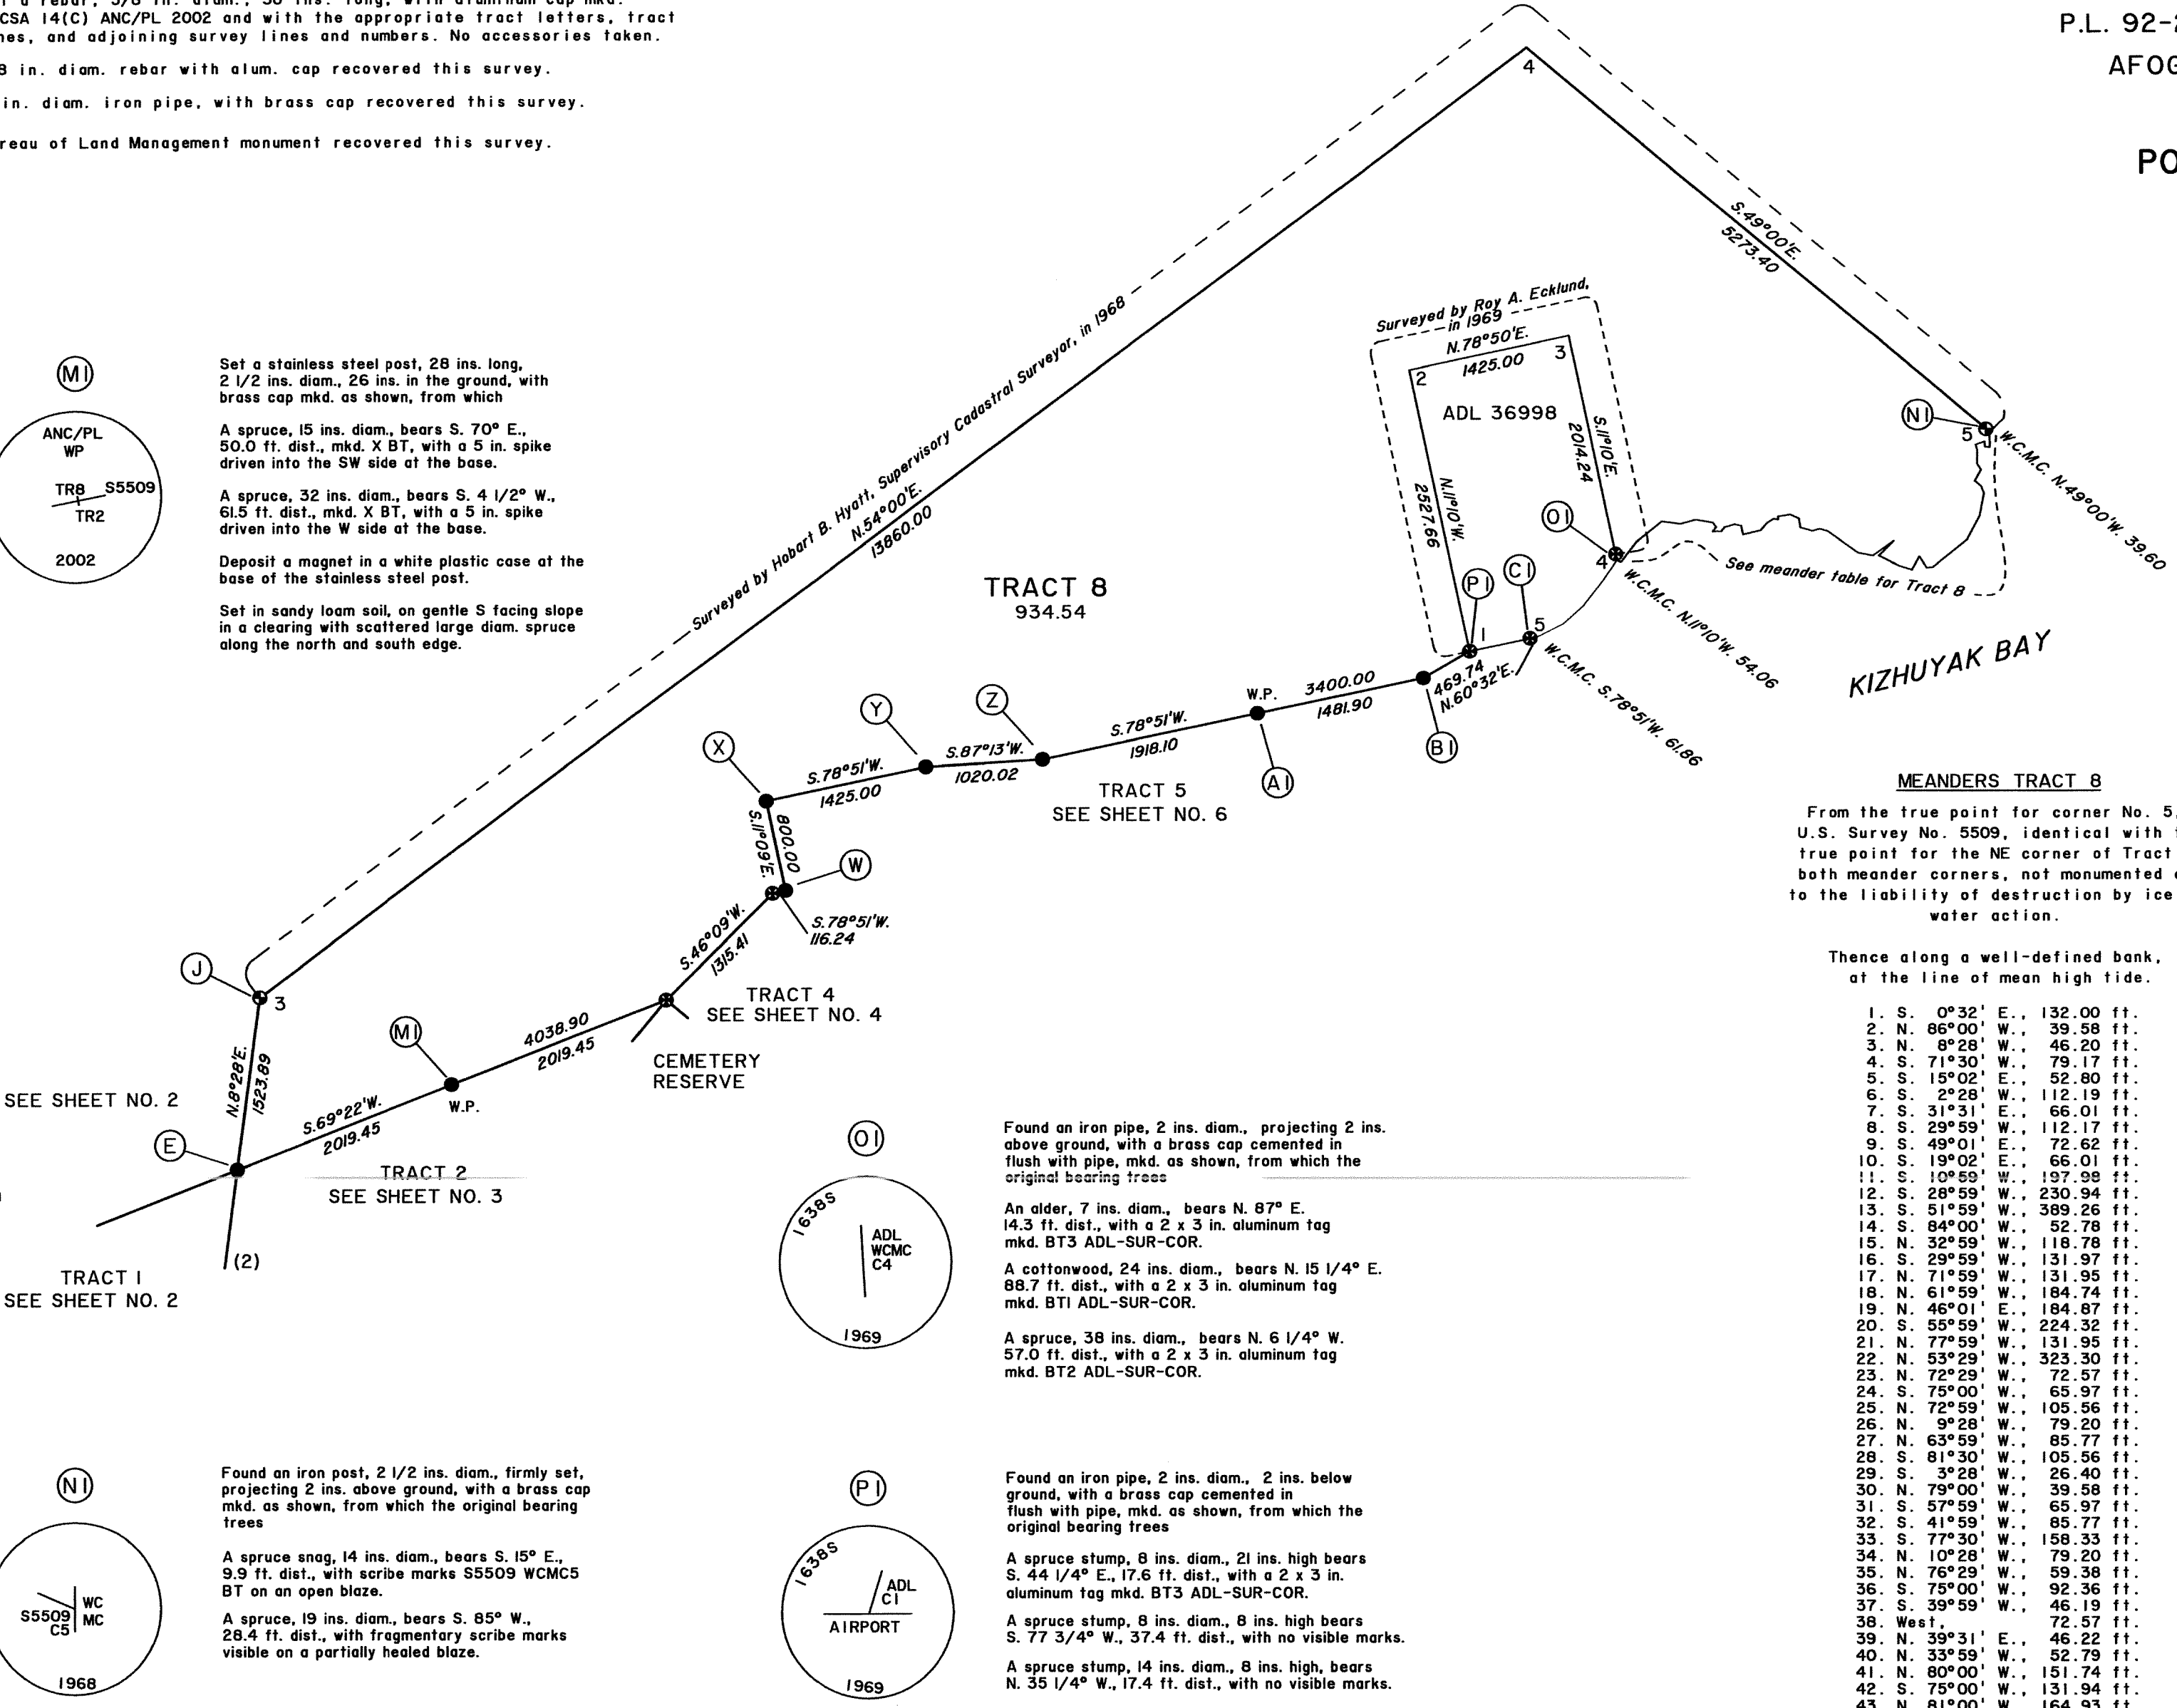 CSA 14(C) ANC/PL 2002 and with the appropriate tract letters, tract
and adjoining survey lines and numbers. No accessories taken.
in. diam. rebar with alum. cap recovered this survey.
in. diam. iron pipe, with brass cap recovered this survey.
reau of Land Management monument recovered this survey.
P.L. 92-2
AFOG
PO
M1
ANC/PL
WP
TR8 S5509
TR2
2002
Set a stainless steel post, 28 ins. long,
2 1/2 ins. diam., 26 ins. in the ground, with
brass cap mkd. as shown, from which
A spruce, 15 ins. diam., bears S. 70° E.,
50.0 ft. dist., mkd. X BT, with a 5 in. spike
driven into the SW side at the base.
A spruce, 32 ins. diam., bears S. 4 1/2° W.,
61.5 ft. dist., mkd. X BT, with a 5 in. spike
driven into the W side at the base.
Deposit a magnet in a white plastic case at the
base of the stainless steel post.
Set in sandy loam soil, on gentle S facing slope
in a clearing with scattered large diam. spruce
along the north and south edge.
4
S.49°00'E.
5273.40
Surveyed by Hobart B. Hyatt, Supervisory Cadastral Surveyor, in 1968
N.54°00'E.
13860.00
Surveyed by Roy A. Ecklund,
in 1969
N.78°50'E.
1425.00
2
3
ADL 36998
N.11°10'W.
2527.66
S.11°10'E.
2014.24
N1
5
W.C.M.C. N.49°00'W. 39.60
O1
4
W.C.M.C. N.11°10'W. 54.06
See meander table for Tract 8
KIZHUYAK BAY
P1
C1
1
5
W.C.M.C. S.78°51'W. 61.86
TRACT 8
934.54
469.74
N.60°32'E.
B1
3400.00
1481.90
W.P.
A1
S.78°51'W.
1918.10
Z
S.87°13'W.
1020.02
Y
S.78°51'W.
1425.00
X
TRACT 5
SEE SHEET NO. 6
800.00
S.11°09'E.
W
S.78°51'W.
116.24
S.46°09'W.
1315.41
TRACT 4
SEE SHEET NO. 4
CEMETERY
RESERVE
4038.90
2019.45
M1
W.P.
J
3
N.8°28'E.
1523.89
S.69°22'W.
2019.45
SEE SHEET NO. 2
E
TRACT 2
SEE SHEET NO. 3
(2)
TRACT 1
SEE SHEET NO. 2
O1
1638S
ADL
WCMC
C4
1969
Found an iron pipe, 2 ins. diam., projecting 2 ins.
above ground, with a brass cap cemented in
flush with pipe, mkd. as shown, from which the
original bearing trees
An alder, 7 ins. diam., bears N. 87° E.
14.3 ft. dist., with a 2 x 3 in. aluminum tag
mkd. BT3 ADL-SUR-COR.
A cottonwood, 24 ins. diam., bears N. 15 1/4° E.
88.7 ft. dist., with a 2 x 3 in. aluminum tag
mkd. BT1 ADL-SUR-COR.
A spruce, 38 ins. diam., bears N. 6 1/4° W.
57.0 ft. dist., with a 2 x 3 in. aluminum tag
mkd. BT2 ADL-SUR-COR.
N1
S5509
C5
WC
MC
1968
Found an iron post, 2 1/2 ins. diam., firmly set,
projecting 2 ins. above ground, with a brass cap
mkd. as shown, from which the original bearing
trees
A spruce snag, 14 ins. diam., bears S. 15° E.,
9.9 ft. dist., with scribe marks S5509 WCMC5
BT on an open blaze.
A spruce, 19 ins. diam., bears S. 85° W.,
28.4 ft. dist., with fragmentary scribe marks
visible on a partially healed blaze.
P1
1638S
ADL
C1
AIRPORT
1969
Found an iron pipe, 2 ins. diam., 2 ins. below
ground, with a brass cap cemented in
flush with pipe, mkd. as shown, from which the
original bearing trees
A spruce stump, 8 ins. diam., 21 ins. high bears
S. 44 1/4° E., 17.6 ft. dist., with a 2 x 3 in.
aluminum tag mkd. BT3 ADL-SUR-COR.
A spruce stump, 8 ins. diam., 8 ins. high bears
S. 77 3/4° W., 37.4 ft. dist., with no visible marks.
A spruce stump, 14 ins. diam., 8 ins. high, bears
N. 35 1/4° W., 17.4 ft. dist., with no visible marks.
MEANDERS TRACT 8
From the true point for corner No. 5,
U.S. Survey No. 5509, identical with
true point for the NE corner of Tract
both meander corners, not monumented
to the liability of destruction by ice
water action.
Thence along a well-defined bank,
at the line of mean high tide.
1. S. 0°32' E., 132.00 ft.
2. N. 86°00' W., 39.58 ft.
3. N. 8°28' W., 46.20 ft.
4. S. 71°30' W., 79.17 ft.
5. S. 15°02' E., 52.80 ft.
6. S. 2°28' W., 112.19 ft.
7. S. 31°31' E., 66.01 ft.
8. S. 29°59' W., 112.17 ft.
9. S. 49°01' E., 72.62 ft.
10. S. 19°02' E., 66.01 ft.
11. S. 10°59' W., 197.98 ft.
12. S. 28°59' W., 230.94 ft.
13. S. 51°59' W., 389.26 ft.
14. S. 84°00' W., 52.78 ft.
15. N. 32°59' W., 118.78 ft.
16. S. 29°59' W., 131.97 ft.
17. N. 71°59' W., 131.95 ft.
18. N. 61°59' W., 184.74 ft.
19. N. 46°01' E., 184.87 ft.
20. S. 55°59' W., 224.32 ft.
21. N. 77°59' W., 131.95 ft.
22. N. 53°29' W., 323.30 ft.
23. N. 72°29' W., 72.57 ft.
24. S. 75°00' W., 65.97 ft.
25. N. 72°59' W., 105.56 ft.
26. N. 9°28' W., 79.20 ft.
27. N. 63°59' W., 85.77 ft.
28. S. 81°30' W., 105.56 ft.
29. S. 3°28' W., 26.40 ft.
30. N. 79°00' W., 39.58 ft.
31. S. 57°59' W., 65.97 ft.
32. S. 41°59' W., 85.77 ft.
33. S. 77°30' W., 158.33 ft.
34. N. 10°28' W., 79.20 ft.
35. N. 76°29' W., 59.38 ft.
36. S. 75°00' W., 92.36 ft.
37. S. 39°59' W., 46.19 ft.
38. West, 72.57 ft.
39. N. 39°31' E., 46.22 ft.
40. N. 33°59' W., 52.79 ft.
41. N. 80°00' W., 151.74 ft.
42. S. 75°00' W., 131.94 ft.
43. N. 81°00' W., 164.93 ft.